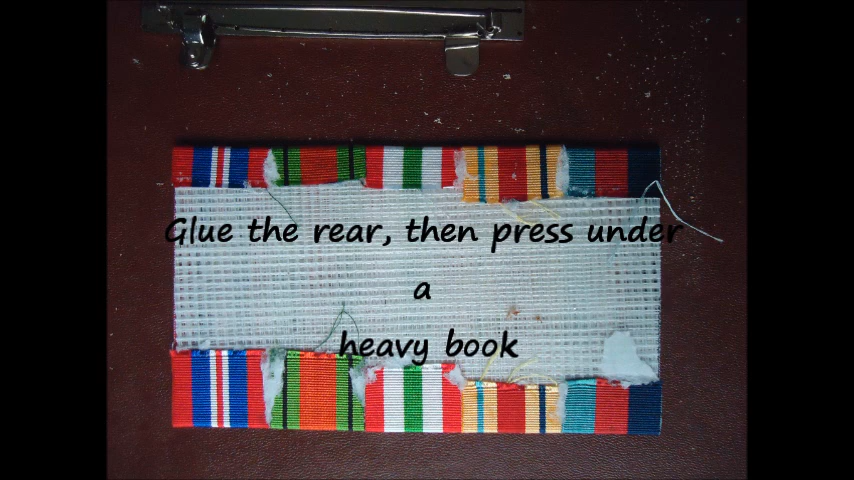 Glue the rear, then press under
a
heavy book